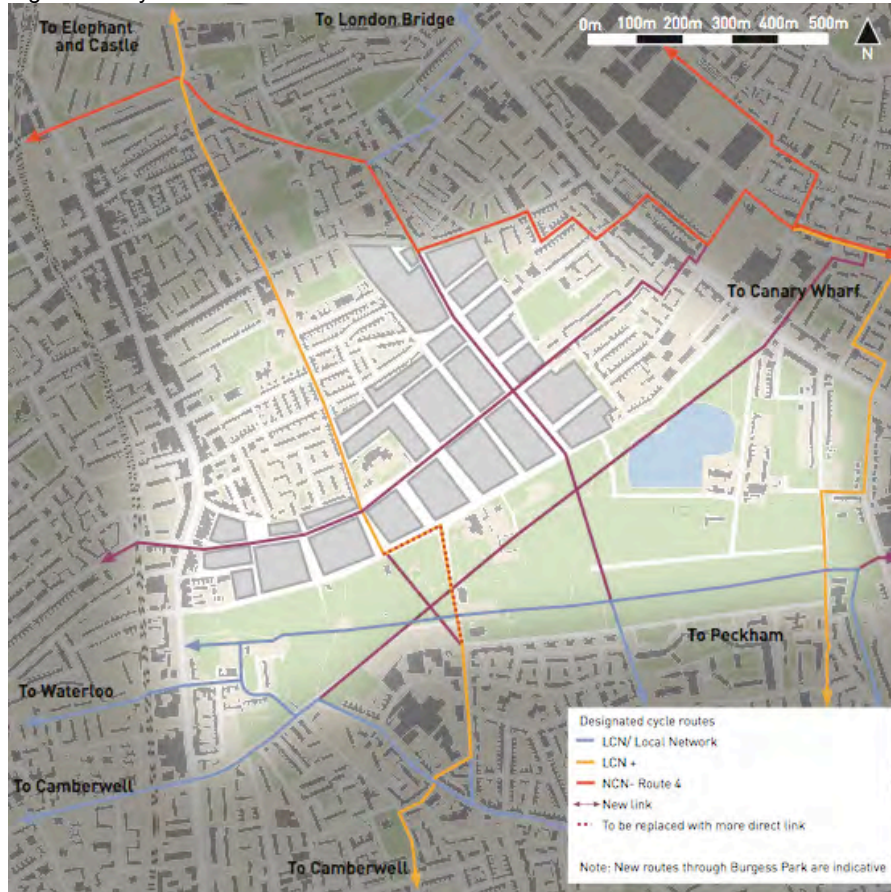 To Elephant
and Castle
To London Bridge
0m 100m 200m 300m 400m 500m
N
To Canary Wharf
To Peckham
To Waterloo
To Camberwell
To Camberwell
Designated cycle routes
LCN/ Local Network
LCN +
NCN- Route 4
New link
To be replaced with more direct link
Note: New routes through Burgess Park are indicative